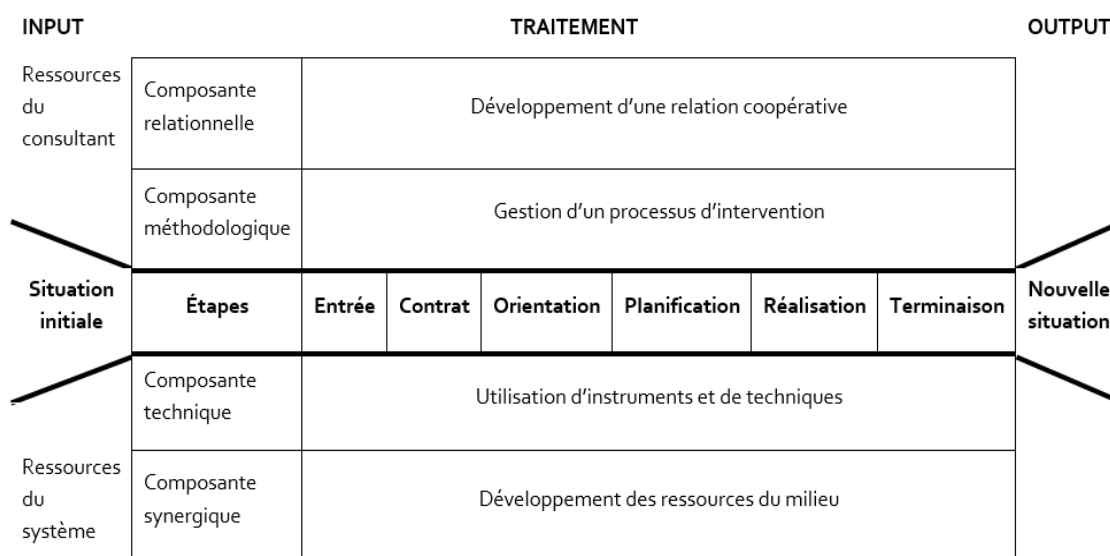 INPUT
TRAITEMENT
OUTPUT
Ressources
du
consultant
Composante
relationnelle
Développement d’une relation coopérative
Composante
méthodologique
Gestion d’un processus d’intervention
Situation
initiale
Étapes
Entrée
Contrat
Orientation
Planification
Réalisation
Terminaison
Nouvelle
situation
Composante
technique
Utilisation d’instruments et de techniques
Ressources
du
système
Composante
synergique
Développement des ressources du milieu